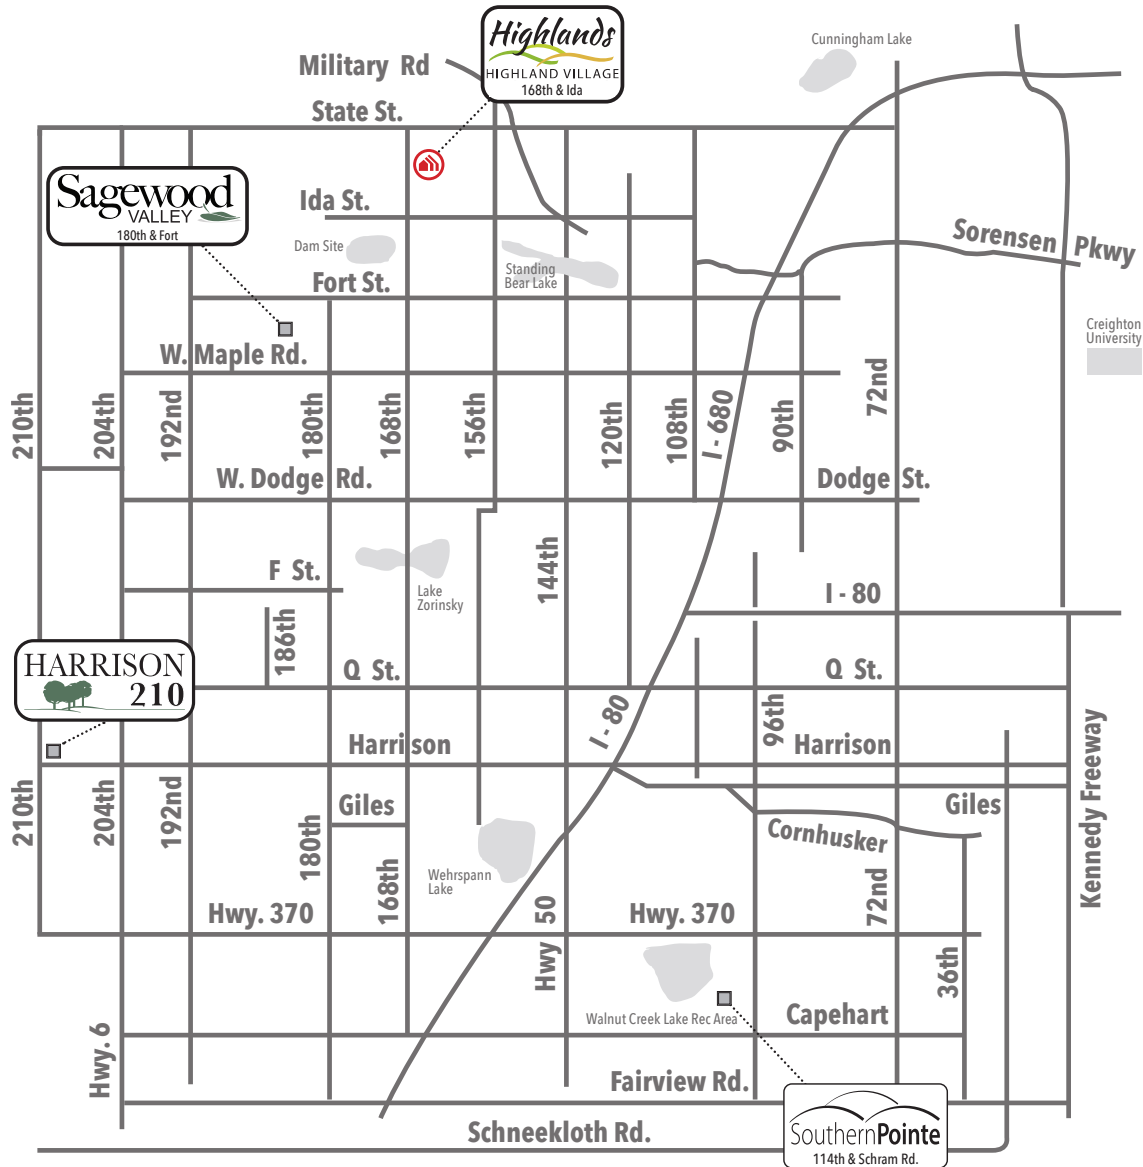 Highlands
HIGHLAND VILLAGE
168th & Ida
Cunningham Lake
Military Rd
State St.
Sagewood
VALLEY
180th & Fort
Ida St.
Dam Site
Standing
Bear Lake
Sorensen Pkwy
Fort St.
Creighton
University
W. Maple Rd.
210th
204th
192nd
180th
168th
156th
120th
108th
I - 680
90th
72nd
W. Dodge Rd.
Dodge St.
144th
F St.
Lake
Zorinsky
I - 80
186th
HARRISON
210
Q St.
Q St.
I - 80
96th
Harrison
Harrison
Kennedy Freeway
210th
204th
192nd
180th
Giles
Giles
Cornhusker
168th
Wehrspann
Lake
72nd
Hwy. 370
Hwy 50
Hwy. 370
36th
Walnut Creek Lake Rec Area
Capehart
Hwy. 6
Fairview Rd.
Schneekloth Rd.
SouthernPointe
114th & Schram Rd.